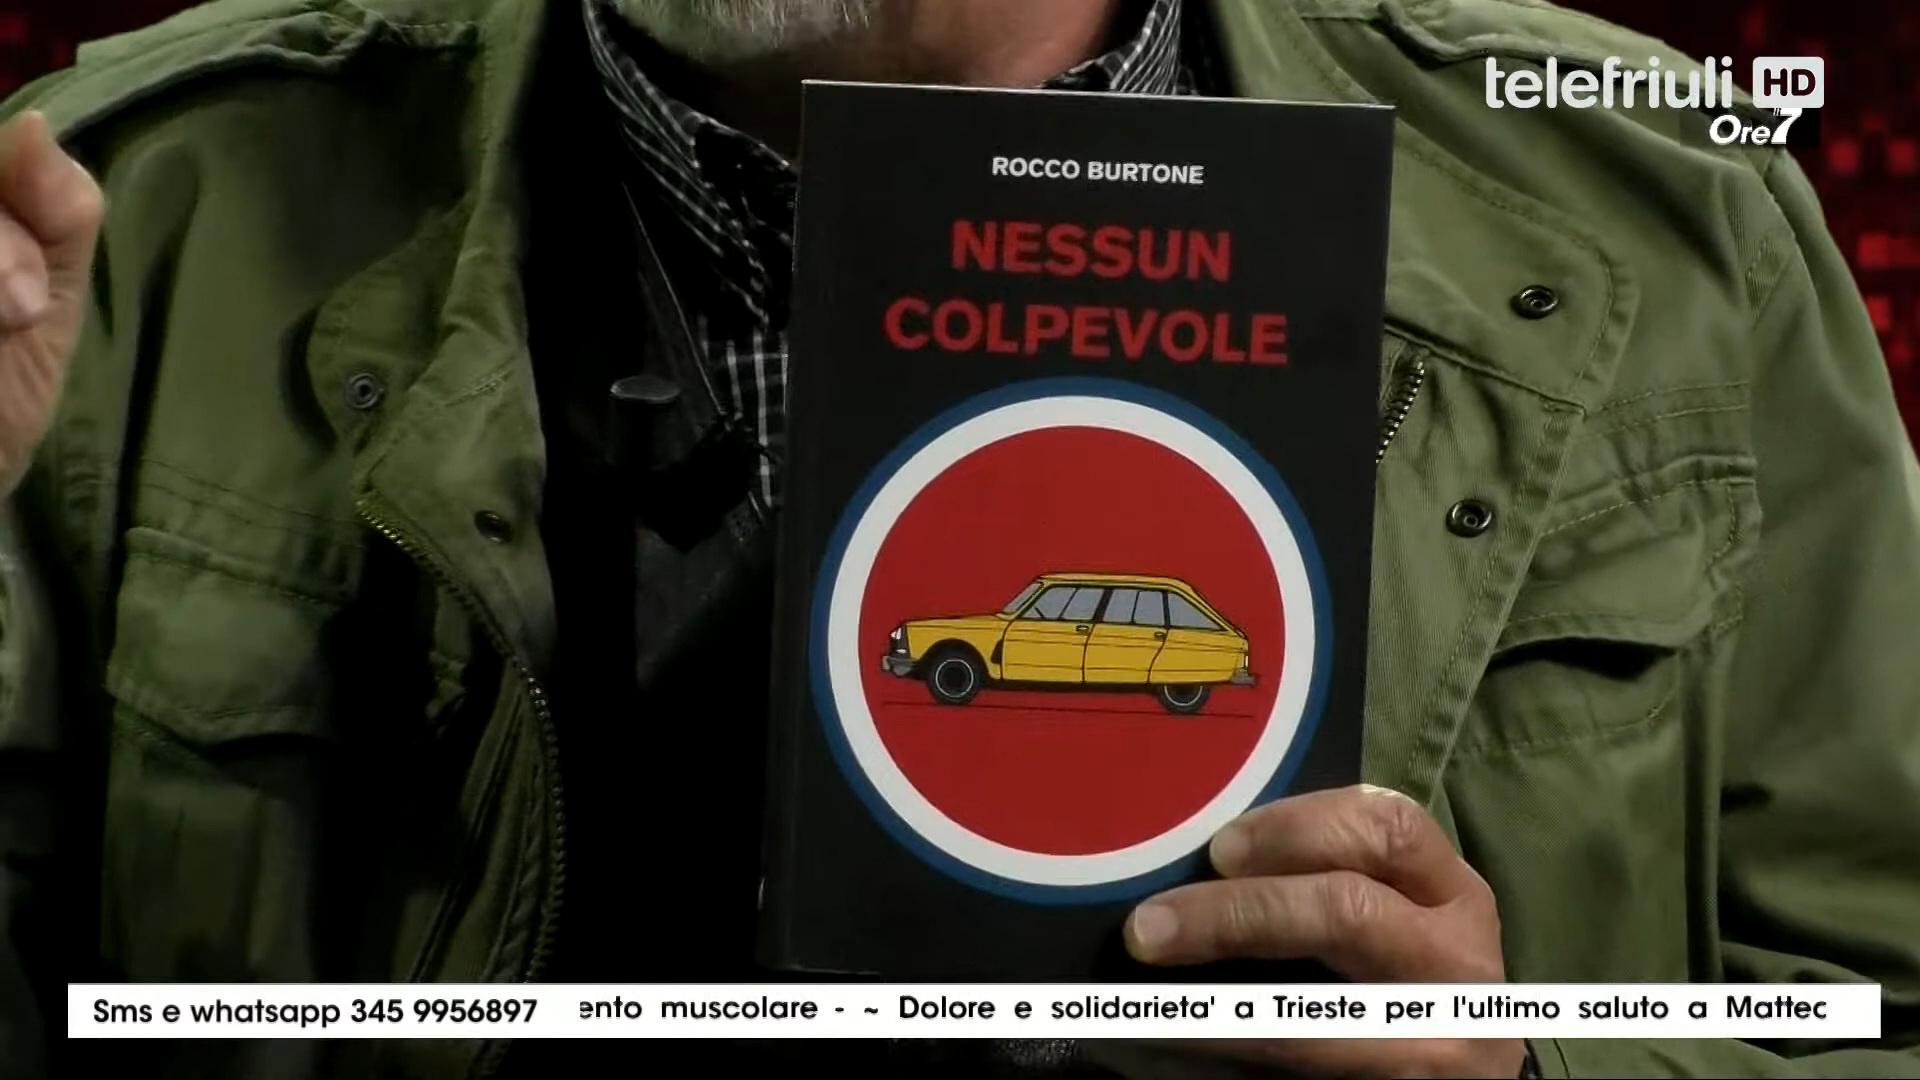 telefriuli HD
Ore7
ROCCO BURTONE
NESSUN
COLPEVOLE
Sms e whatsapp 345 9956897 ento muscolare - ~ Dolore e solidarieta' a Trieste per l'ultimo saluto a Mattec